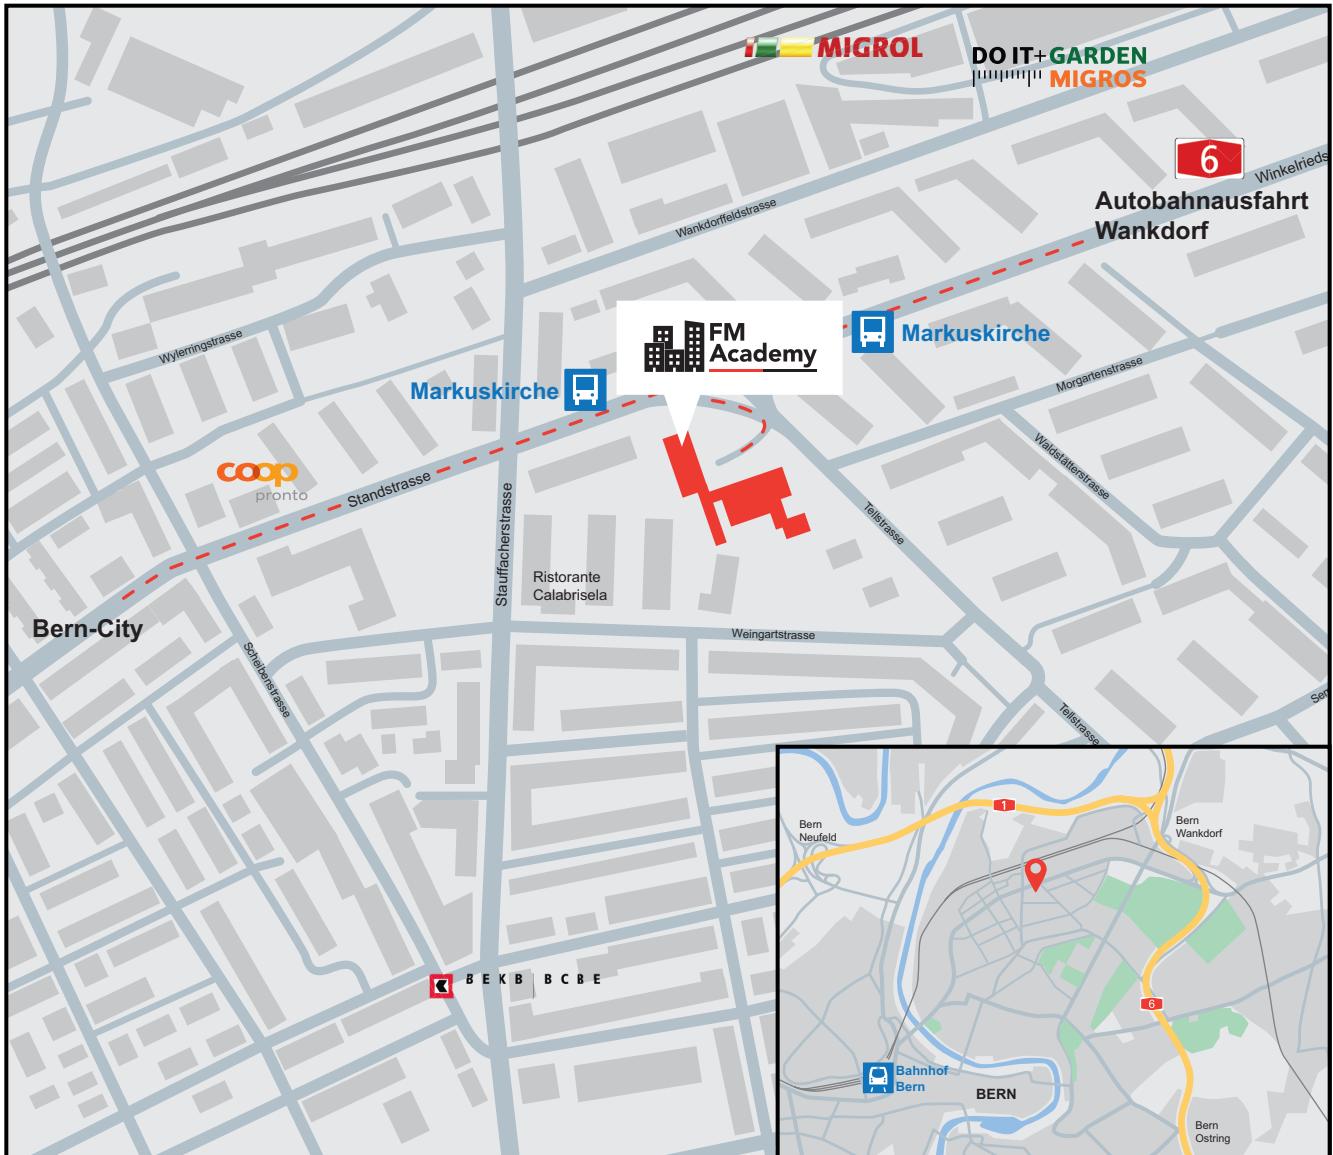 MIGROL
DO IT+ GARDEN
MIGROS
6
Winkelrieds
Autobahnausfahrt
Wankdorf
Wankdorffeldstrasse
FM
Academy
Markuskirche
Wylerringstrasse
Markuskirche
Morgartenstrasse
Waldstätterstrasse
coop
pronto
Standstrasse
Stauffacherstrasse
Tellstrasse
Ristorante
Calabrisela
Bern-City
Weingartstrasse
Scheibenstrasse
Sem
Tellstrasse
BEKB | BCBE
1
Bern
Neufeld
Bern
Wankdorf
6
Bahnhof
Bern
BERN
Bern
Ostring